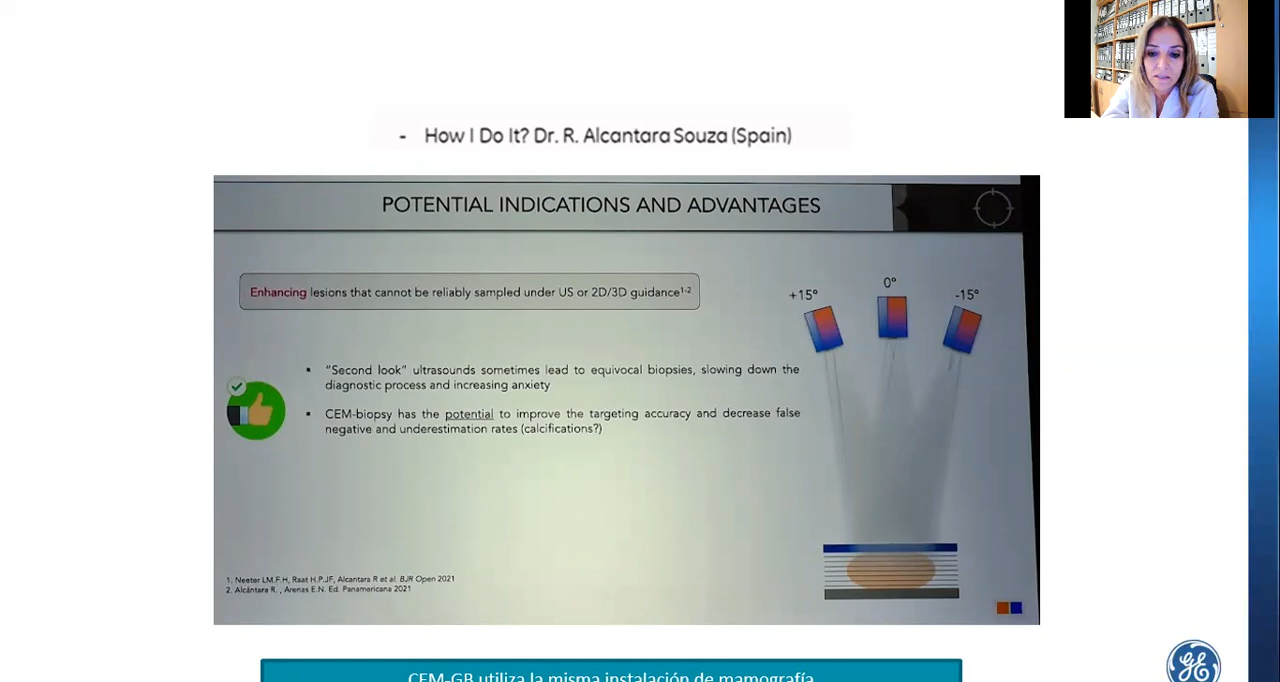 - How I Do It? Dr. R. Alcantara Souza (Spain)
POTENTIAL INDICATIONS AND ADVANTAGES
Enhancing lesions that cannot be reliably sampled under US or 2D/3D guidance1-2
+15°
0°
-15°
▪ "Second look" ultrasounds sometimes lead to equivocal biopsies, slowing down the
diagnostic process and increasing anxiety
▪ CEM-biopsy has the potential to improve the targeting accuracy and decrease false
negative and underestimation rates (calcifications?)
1. Neeter LM.F.H, Raat H.P.JF, Alcantara R et al. BJR Open 2021
2. Alcántara R. , Arenas E.N. Ed. Panamericana 2021
CEM-GB utiliza la misma instalación de mamografía
GE